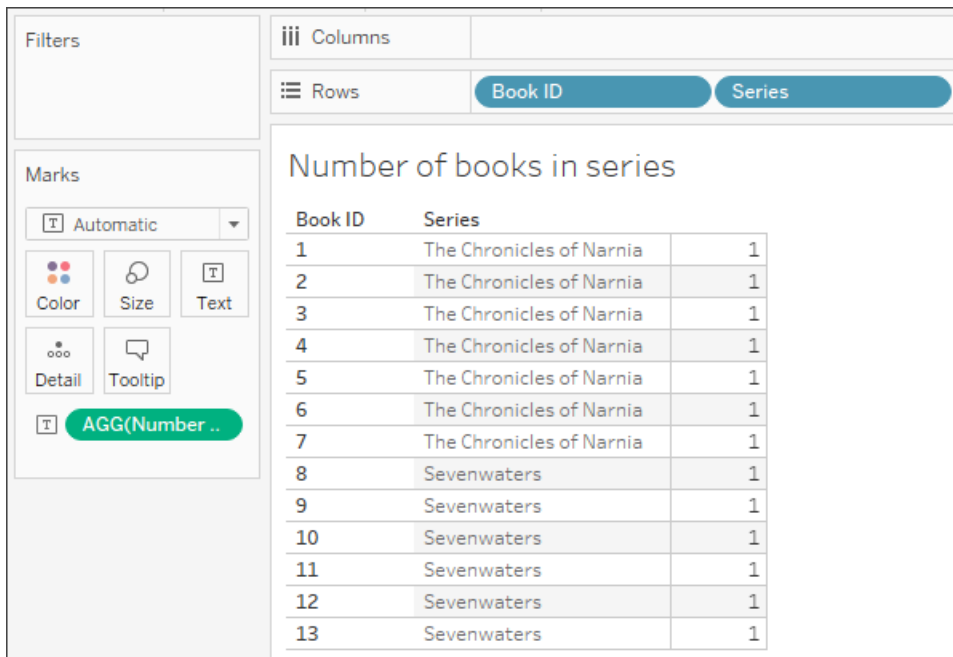 Filters
Columns
Rows Book ID Series
Marks
T Automatic
Color Size T Text
Detail Tooltip
T AGG(Number ..
Number of books in series
Book ID Series
1 The Chronicles of Narnia 1
2 The Chronicles of Narnia 1
3 The Chronicles of Narnia 1
4 The Chronicles of Narnia 1
5 The Chronicles of Narnia 1
6 The Chronicles of Narnia 1
7 The Chronicles of Narnia 1
8 Sevenwaters 1
9 Sevenwaters 1
10 Sevenwaters 1
11 Sevenwaters 1
12 Sevenwaters 1
13 Sevenwaters 1